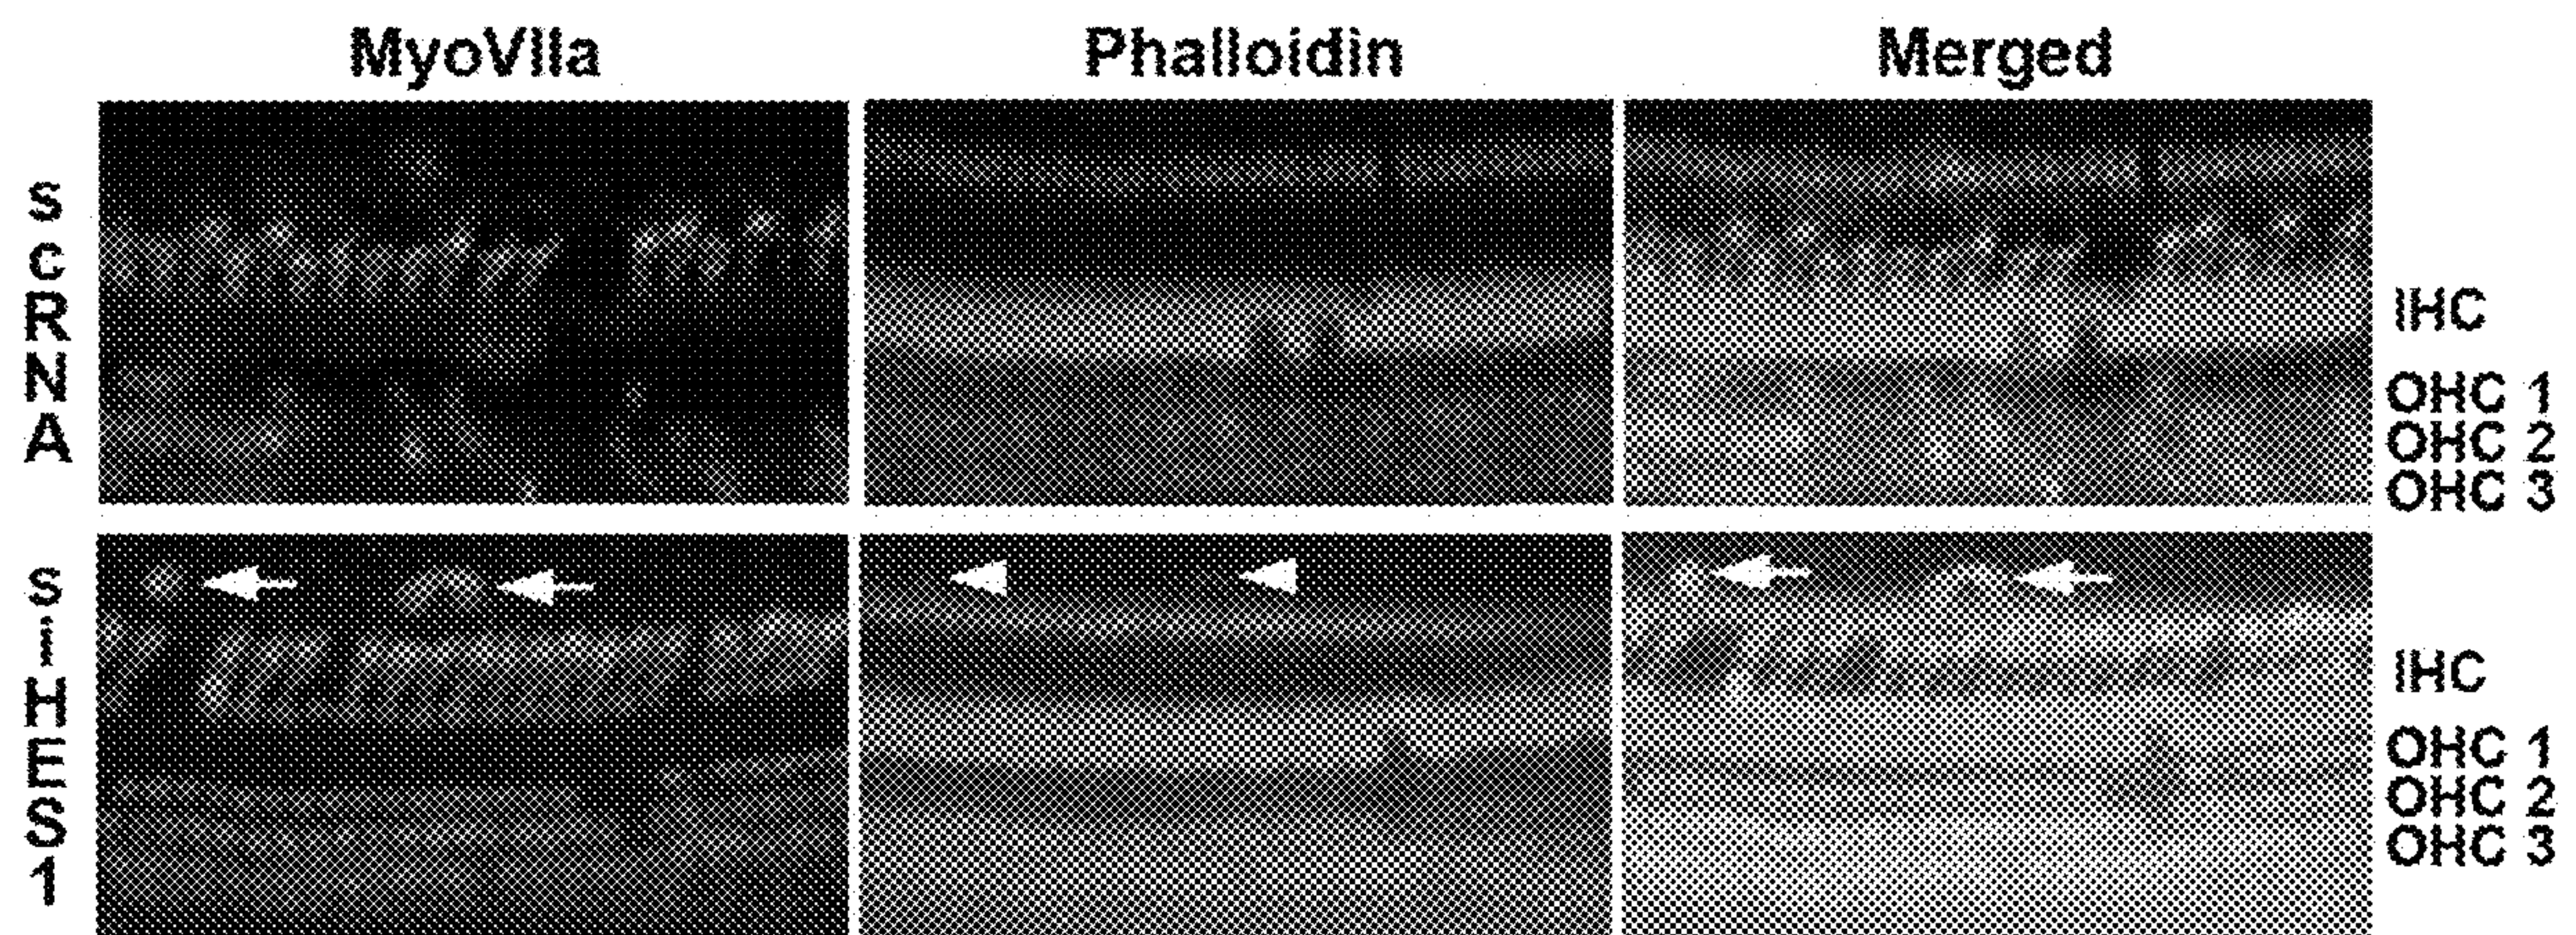 MyoVIIa Phalloidin Merged
scRNA
IHC
OHC 1
OHC 2
OHC 3
SiHES1
IHC
OHC 1
OHC 2
OHC 3